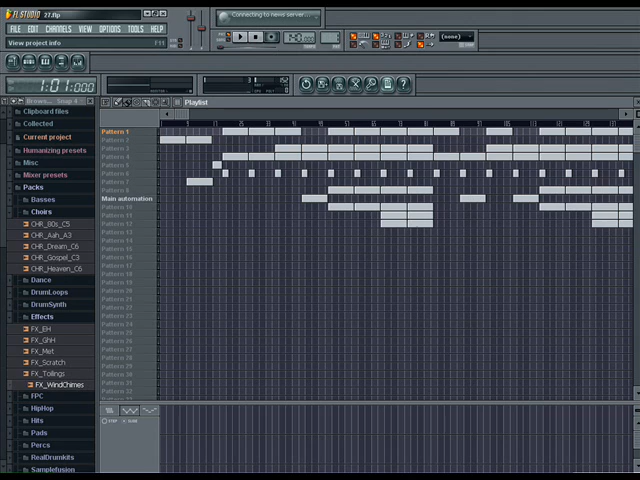 FL STUDIO 27.flp
FILE EDIT CHANNELS VIEW OPTIONS TOOLS HELP
View project info F11
Connecting to news server...
(none)
1:01:000
3
Browse... Snap 4
Playlist
Clipboard files
Collected
Current project
Humanizing presets
Misc
Mixer presets
Packs
Basses
Choirs
CHR_80s_C5
CHR_Aah_A3
CHR_Dream_C6
CHR_Gospel_C3
CHR_Heaven_C6
Dance
DrumLoops
DrumSynth
Effects
FX_EH
FX_GhH
FX_Met
FX_Scratch
FX_Toilings
FX_WindChimes
FPC
HipHop
Hits
Pads
Percs
RealDrumkits
Samplefusion
Pattern 1
Pattern 2
Pattern 3
Pattern 4
Pattern 5
Pattern 6
Pattern 7
Pattern 8
Main automation
Pattern 10
Pattern 11
Pattern 12
Pattern 13
Pattern 14
Pattern 15
Pattern 16
Pattern 17
Pattern 18
Pattern 19
Pattern 20
Pattern 21
Pattern 22
Pattern 23
Pattern 24
Pattern 25
Pattern 26
Pattern 27
Pattern 28
Pattern 29
Pattern 30
Pattern 31